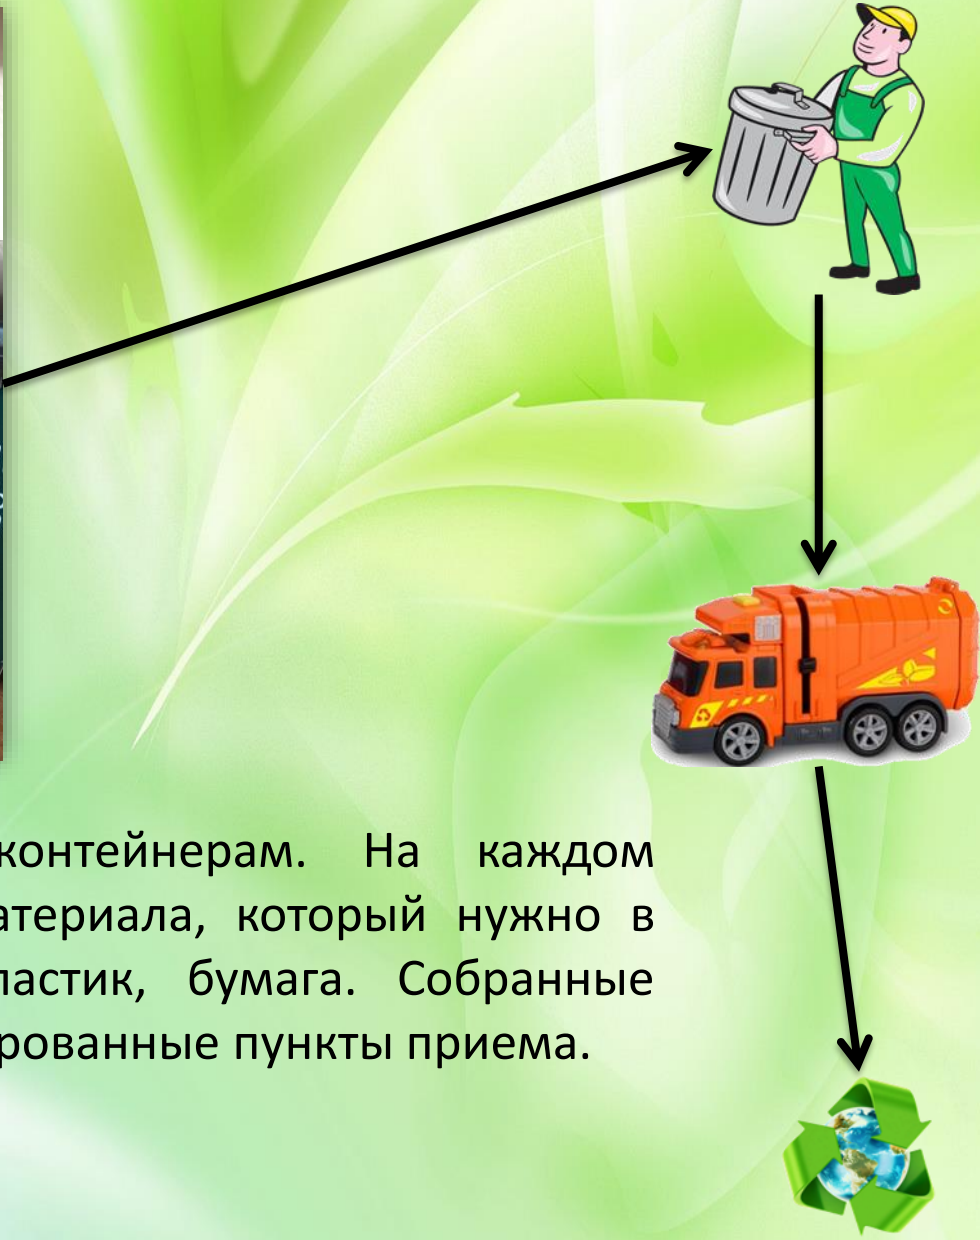 контейнерам. На каждом
атериала, который нужно в
ластик, бумага. Собранные
рованные пункты приема.